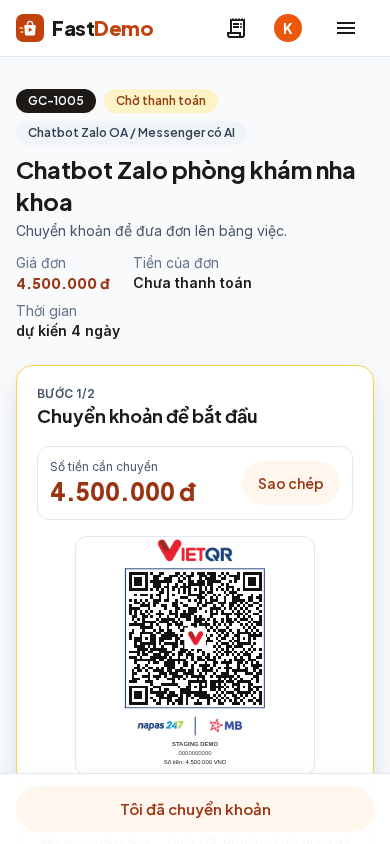 FastDemo
K
GC-1005
Chờ thanh toán
Chatbot Zalo OA / Messenger có AI
Chatbot Zalo phòng khám nha
khoa
Chuyển khoản để đưa đơn lên bảng việc.
Giá đơn
4.500.000 đ
Tiền của đơn
Chưa thanh toán
Thời gian
dự kiến 4 ngày
BƯỚC 1/2
Chuyển khoản để bắt đầu
Số tiền cần chuyển
4.500.000 đ
Sao chép
VIETQR
napas 247
MB
STAGING DEMO
0000000000
Số tiền: 4.500.000 VND
Tôi đã chuyển khoản